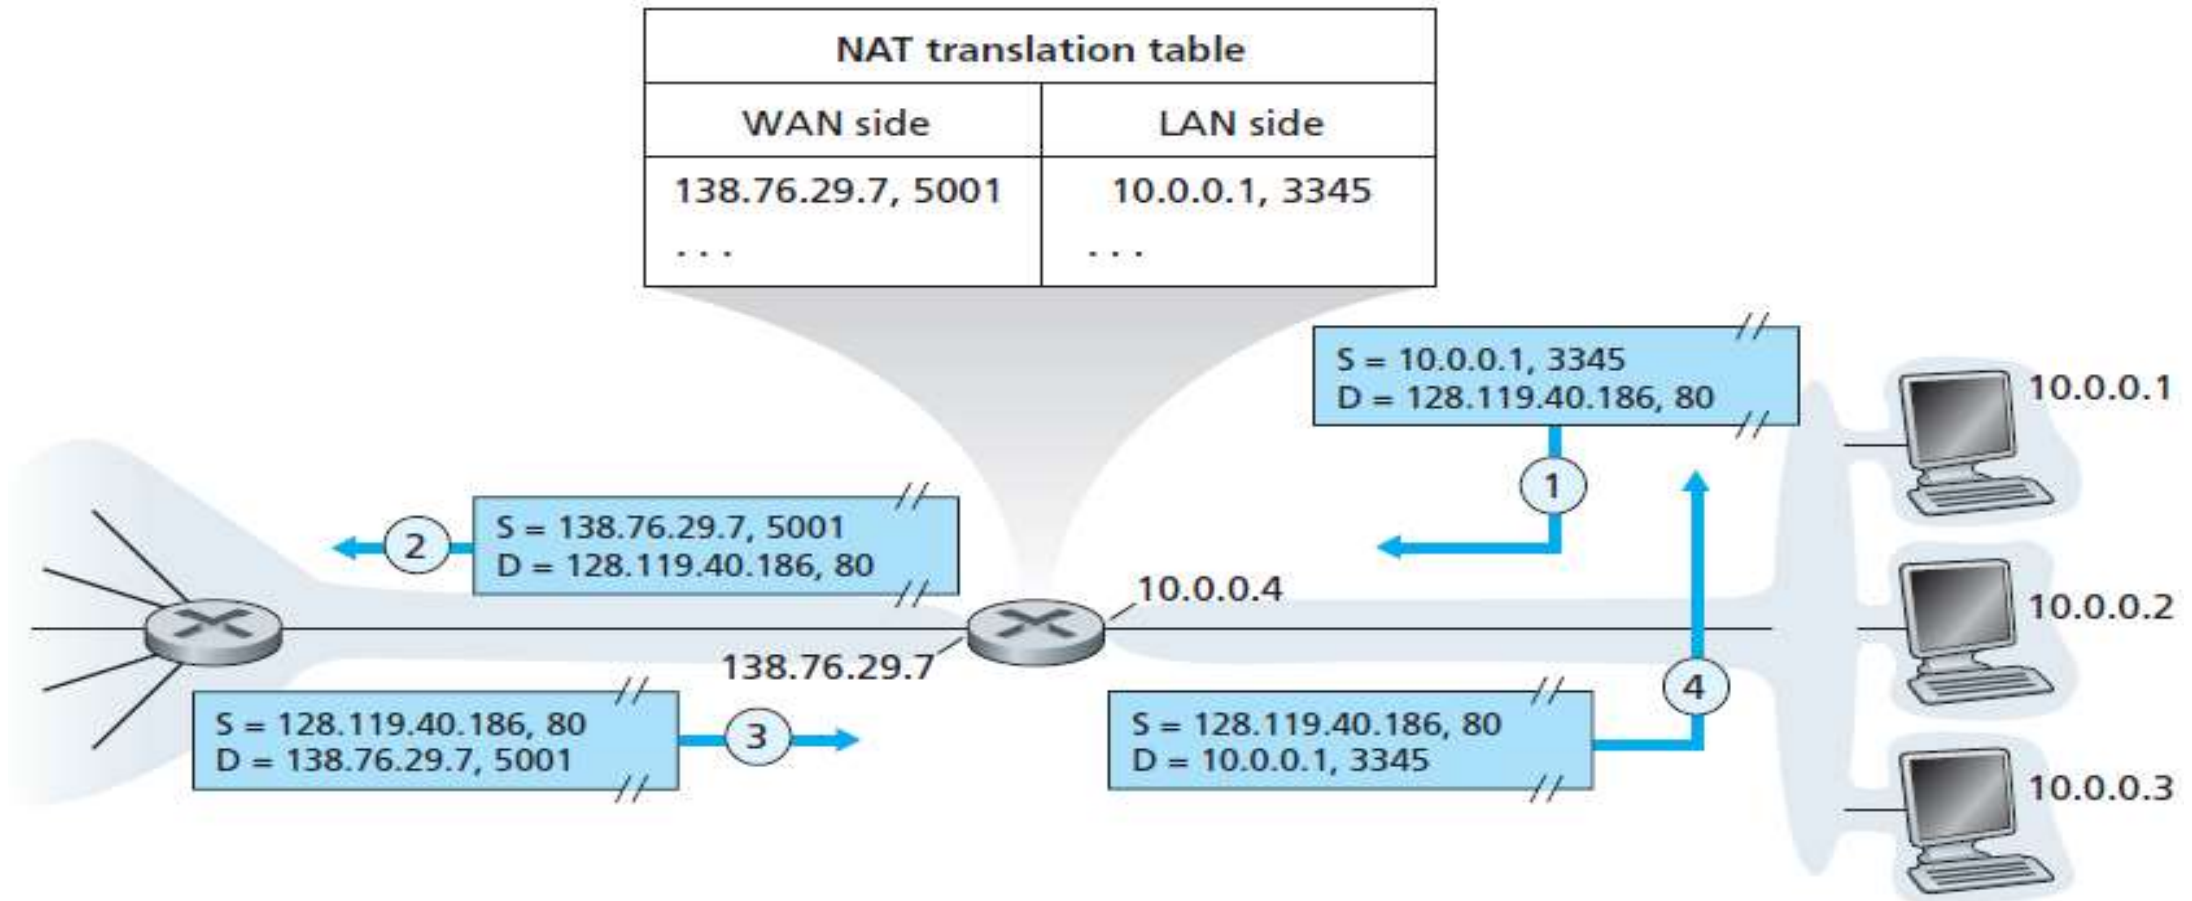 NAT translation table
WAN side LAN side
138.76.29.7, 5001 10.0.0.1, 3345
. . . . . .
S = 10.0.0.1, 3345
D = 128.119.40.186, 80
1
10.0.0.1
S = 138.76.29.7, 5001
D = 128.119.40.186, 80
2
10.0.0.4
10.0.0.2
138.76.29.7
S = 128.119.40.186, 80
D = 138.76.29.7, 5001
3
S = 128.119.40.186, 80
D = 10.0.0.1, 3345
4
10.0.0.3